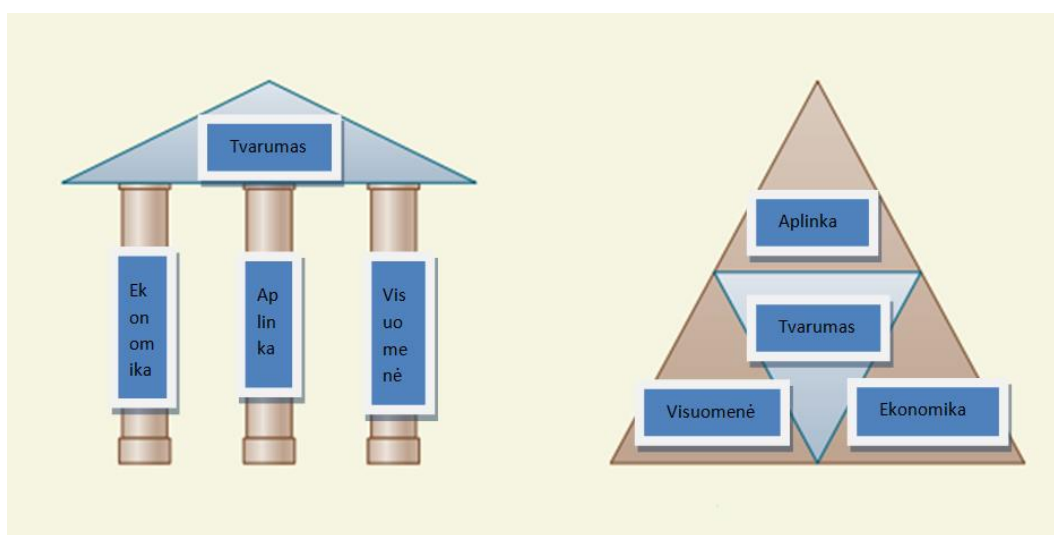 Tvarumas
Ek
on
om
ika
Ap
lin
ka
Vis
uo
me
nė
Aplinka
Tvarumas
Visuomenė
Ekonomika